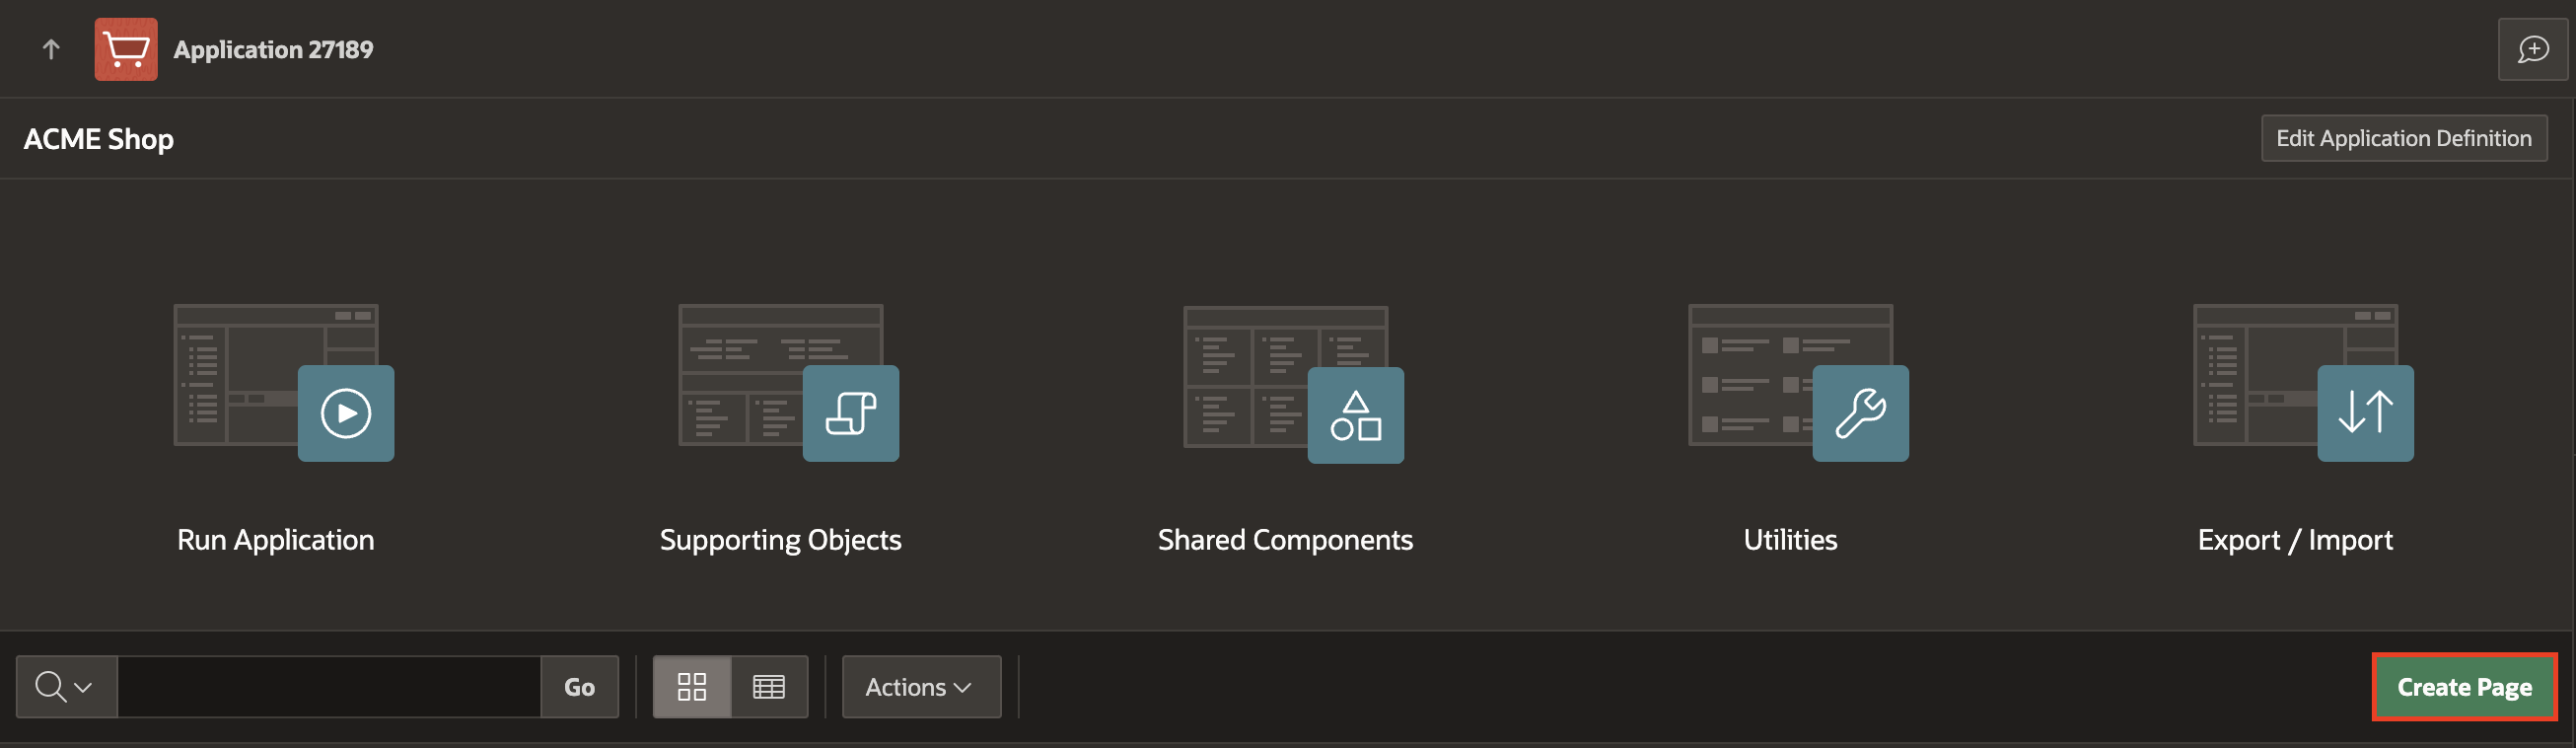 Application 27189
ACME Shop
Edit Application Definition
Run Application
Supporting Objects
Shared Components
Utilities
Export / Import
Go
Actions
Create Page